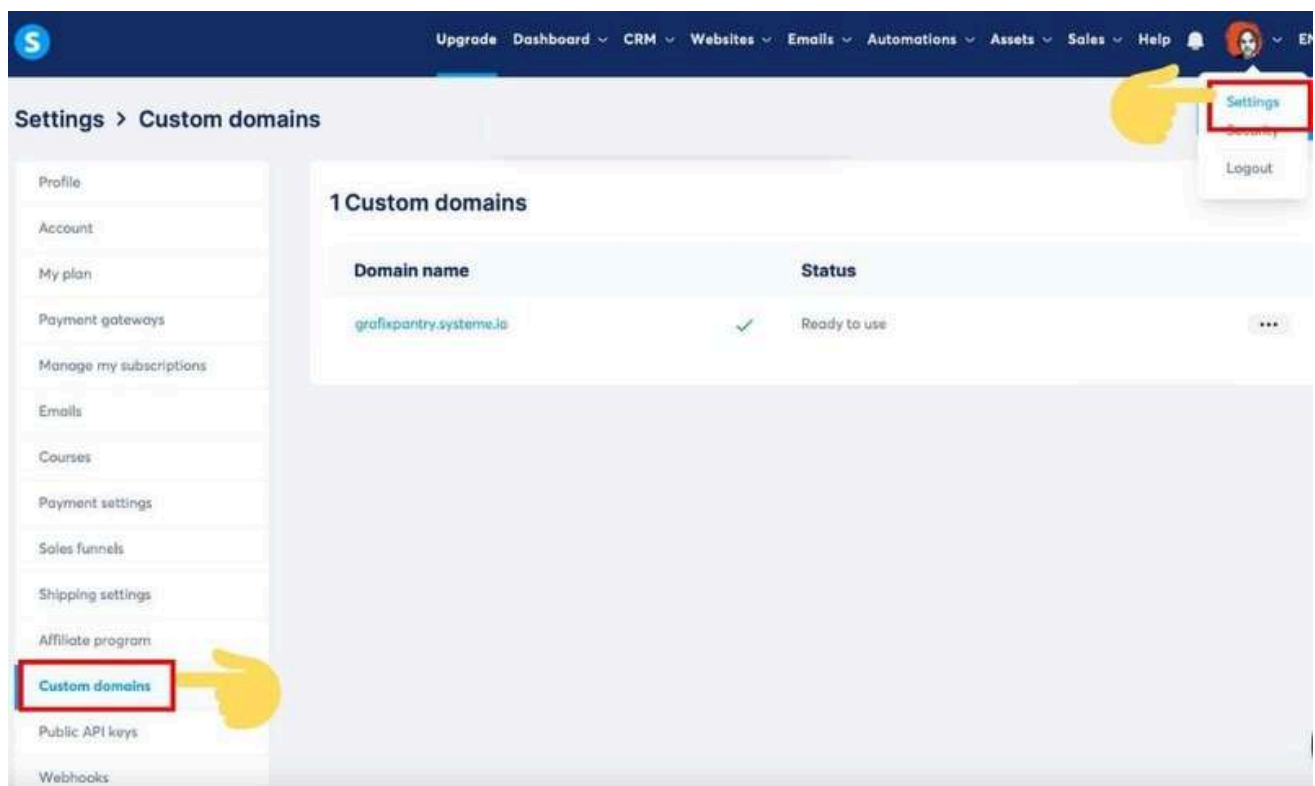 S
Upgrade Dashboard CRM Websites Emails Automations Assets Sales Help EN
Settings
Security
Logout
Settings > Custom domains
Profile
Account
My plan
Payment gateways
Manage my subscriptions
Emails
Courses
Payment settings
Sales funnels
Shipping settings
Affiliate program
Custom domains
Public API keys
Webhooks
1 Custom domains
Domain name Status
grafixpantry.systeme.io Ready to use